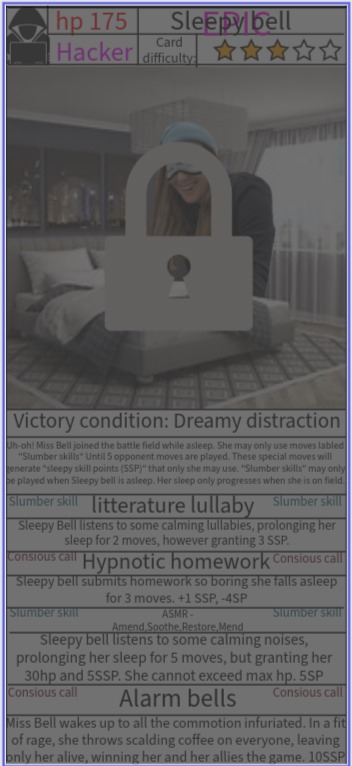 hp 175
EPIC
Sleepy bell
Hacker
Card
difficulty:
Victory condition: Dreamy distraction
Uh-oh! Miss Bell joined the battle field while asleep. She may only use moves labled
"Slumber skills" Until 5 opponent moves are played. These special moves will
generate "sleepy skill points (SSP)" that only she may use. "Slumber skills" may only
be played when Sleepy bell is asleep. Her sleep only progresses when she is on field.
Slumber skill litterature lullaby Slumber skill
Sleepy Bell listens to some calming lullabies, prolonging her
sleep for 2 moves, however granting 3 SSP.
Consious call Hypnotic homework Consious call
Sleepy bell submits homework so boring she falls asleep
for 3 moves. +1 SSP, -4SP
Slumber skill ASMR - Slumber skill
Amend,Soothe,Restore,Mend
Sleepy bell listens to some calming noises,
prolonging her sleep for 5 moves, but granting her
30hp and 5SSP. She cannot exceed max hp. 5SP
Consious call Alarm bells Consious call
Miss Bell wakes up to all the commotion infuriated. In a fit
of rage, she throws scalding coffee on everyone, leaving
only her alive, winning her and her allies the game. 10SSP